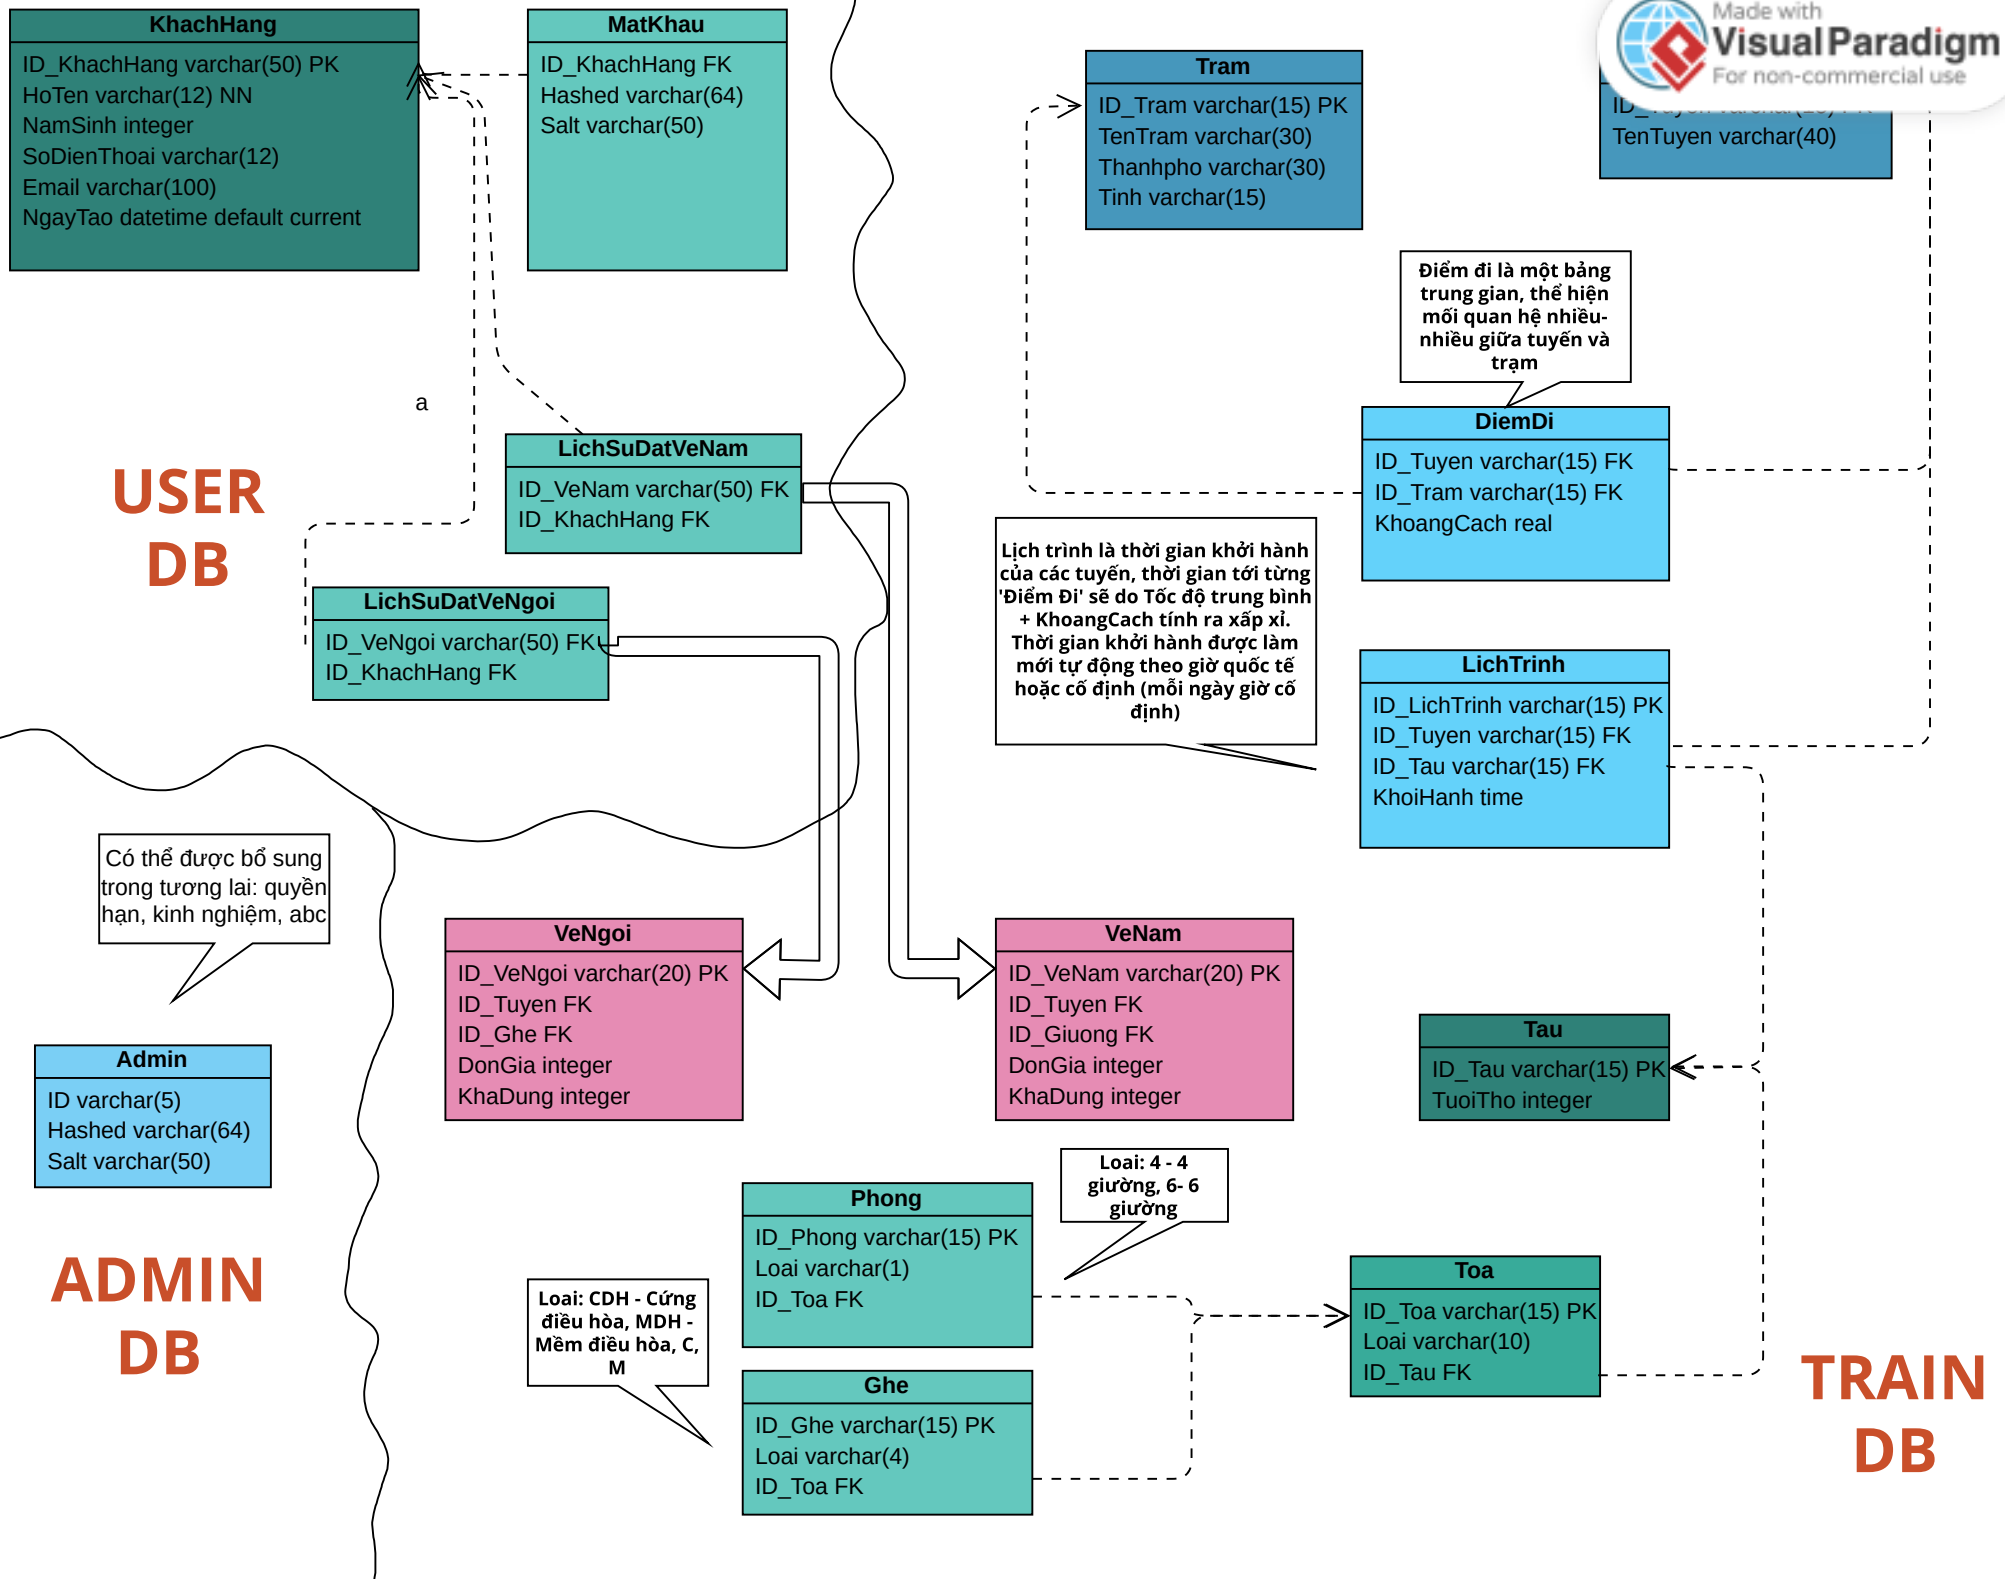 KhachHang
ID_KhachHang varchar(50) PK
HoTen varchar(12) NN
NamSinh integer
SoDienThoai varchar(12)
Email varchar(100)
NgayTao datetime default current
MatKhau
ID_KhachHang FK
Hashed varchar(64)
Salt varchar(50)
Tram
ID_Tram varchar(15) PK
TenTram varchar(30)
Thanhpho varchar(30)
Tinh varchar(15)
Made with
Visual Paradigm
For non-commercial use
TenTuyen varchar(40)
Điểm đi là một bảng
trung gian, thể hiện
mối quan hệ nhiều-
nhiều giữa tuyến và
trạm
a
DiemDi
ID_Tuyen varchar(15) FK
ID_Tram varchar(15) FK
KhoangCach real
USER
DB
LichSuDatVeNam
ID_VeNam varchar(50) FK
ID_KhachHang FK
LichSuDatVeNgoi
ID_VeNgoi varchar(50) FK
ID_KhachHang FK
Lịch trình là thời gian khởi hành
của các tuyến, thời gian tới từng
'Điểm Đi' sẽ do Tốc độ trung bình
+ KhoangCach tính ra xấp xỉ.
Thời gian khởi hành được làm
mới tự động theo giờ quốc tế
hoặc cố định (mỗi ngày giờ cố
định)
LichTrinh
ID_LichTrinh varchar(15) PK
ID_Tuyen varchar(15) FK
ID_Tau varchar(15) FK
KhoiHanh time
Có thể được bổ sung
trong tương lai: quyền
hạn, kinh nghiệm, abc
Admin
ID varchar(5)
Hashed varchar(64)
Salt varchar(50)
ADMIN
DB
VeNgoi
ID_VeNgoi varchar(20) PK
ID_Tuyen FK
ID_Ghe FK
DonGia integer
KhaDung integer
VeNam
ID_VeNam varchar(20) PK
ID_Tuyen FK
ID_Giuong FK
DonGia integer
KhaDung integer
Tau
ID_Tau varchar(15) PK
TuoiTho integer
Loai: 4 - 4
giường, 6- 6
giường
Phong
ID_Phong varchar(15) PK
Loai varchar(1)
ID_Toa FK
Loai: CDH - Cứng
điều hòa, MDH -
Mềm điều hòa, C,
M
Ghe
ID_Ghe varchar(15) PK
Loai varchar(4)
ID_Toa FK
Toa
ID_Toa varchar(15) PK
Loai varchar(10)
ID_Tau FK
TRAIN
DB